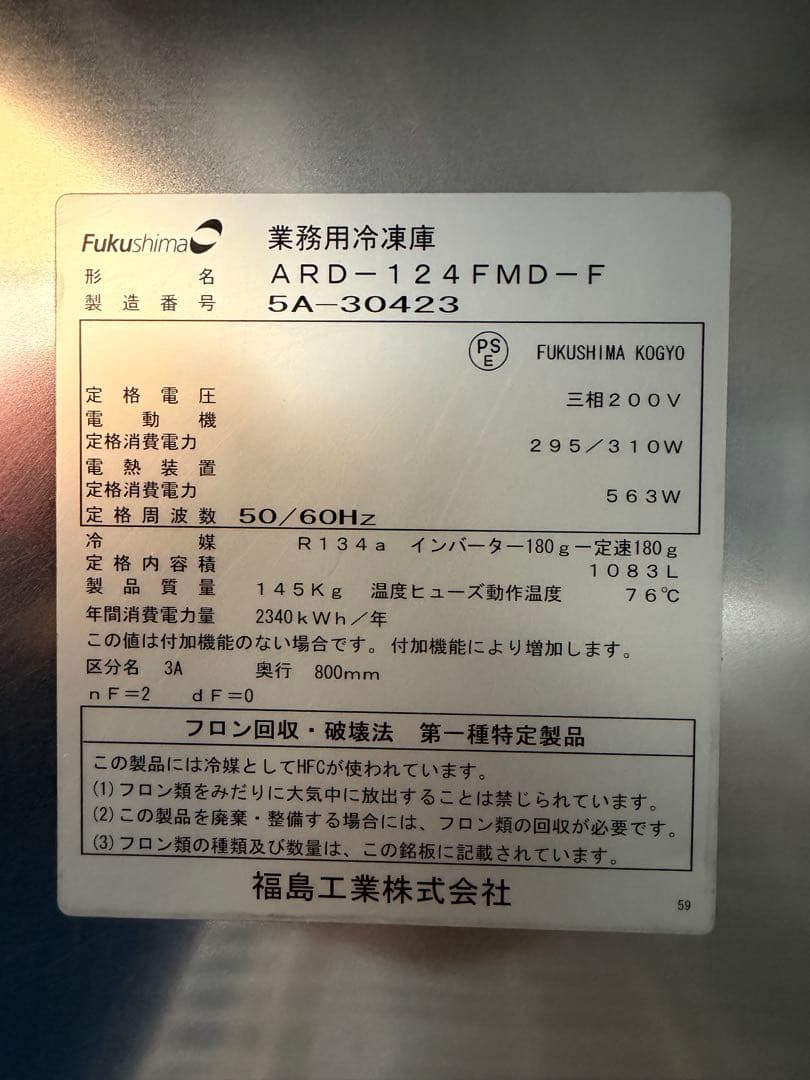 Fukushima 業務用冷凍庫
形名 ARD-124FMD-F
製造番号 5A-30423
PS E FUKUSHIMA KOGYO
定格電圧 三相200V
電動機
定格消費電力 295/310W
電熱装置
定格消費電力 563W
定格周波数 50/60Hz
冷媒 R134a インバーター180g-定速180g
定格内容積 1083L
製品質量 145Kg 温度ヒューズ動作温度 76℃
年間消費電力量 2340kWh/年
この値は付加機能のない場合です。付加機能により増加します。
区分名 3A 奥行 800mm
nF=2 dF=0
フロン回収・破壊法 第一種特定製品
この製品には冷媒としてHFCが使われています。
(1)フロン類をみだりに大気中に放出することは禁じられています。
(2)この製品を廃棄・整備する場合には、フロン類の回収が必要です。
(3)フロン類の種類及び数量は、この銘板に記載されています。
福島工業株式会社
59